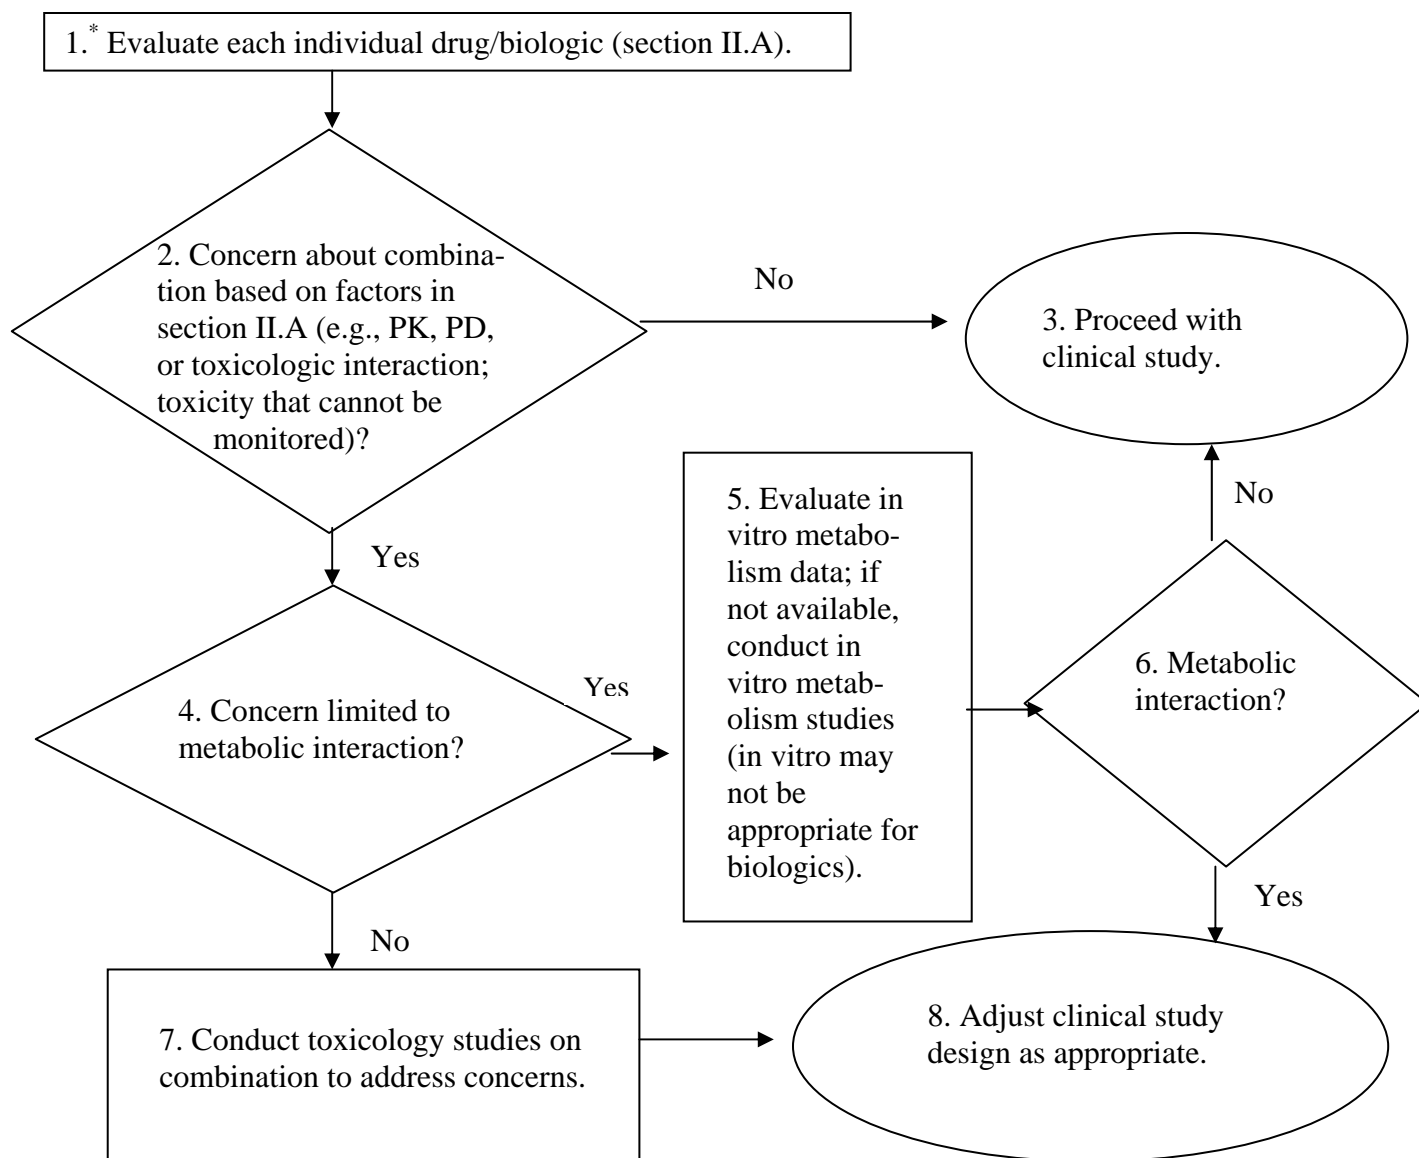 1.* Evaluate each individual drug/biologic (section II.A).
2. Concern about combina-
tion based on factors in
section II.A (e.g., PK, PD,
or toxicologic interaction;
toxicity that cannot be
monitored)?
No
3. Proceed with
clinical study.
Yes
4. Concern limited to
metabolic interaction?
Yes
5. Evaluate in
vitro metabo-
lism data; if
not available,
conduct in
vitro metab-
olism studies
(in vitro may
not be
appropriate for
biologics).
6. Metabolic
interaction?
No
Yes
No
7. Conduct toxicology studies on
combination to address concerns.
8. Adjust clinical study
design as appropriate.